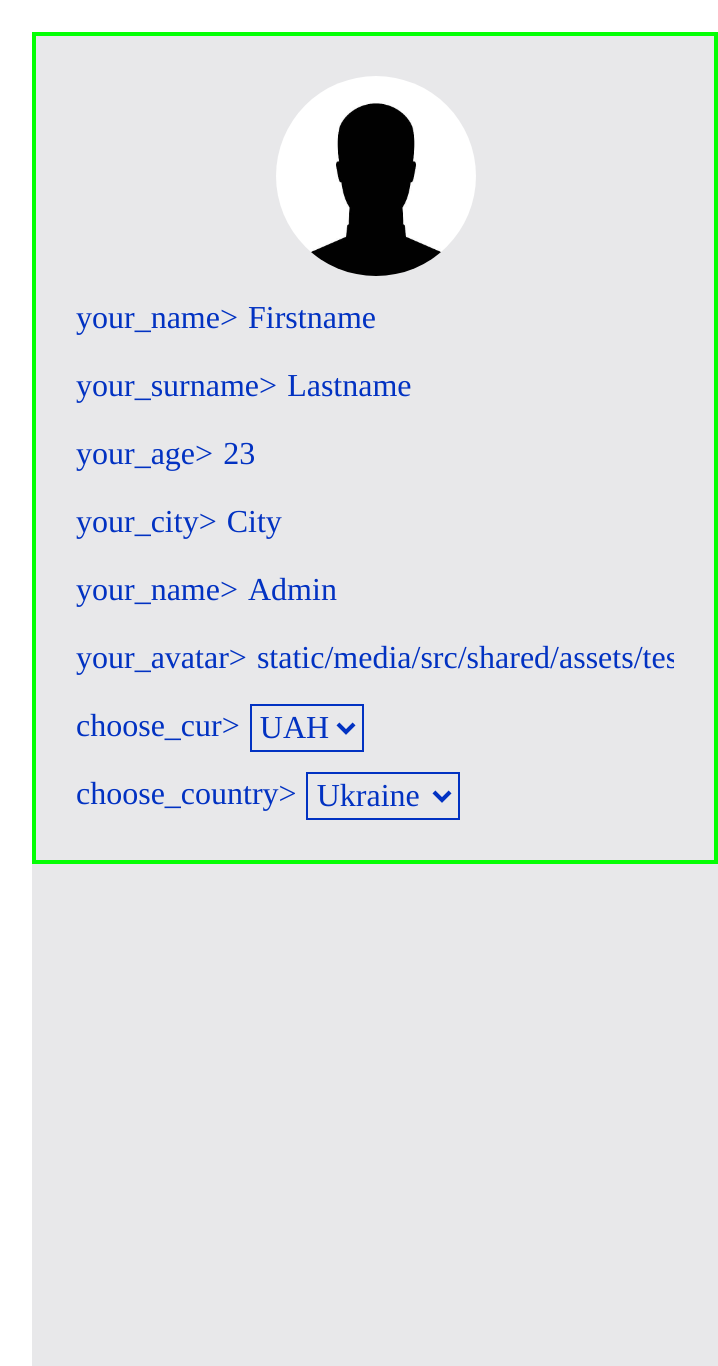 your_name> Firstname
your_surname> Lastname
your_age> 23
your_city> City
your_name> Admin
your_avatar> static/media/src/shared/assets/tes
choose_cur> UAH
choose_country> Ukraine